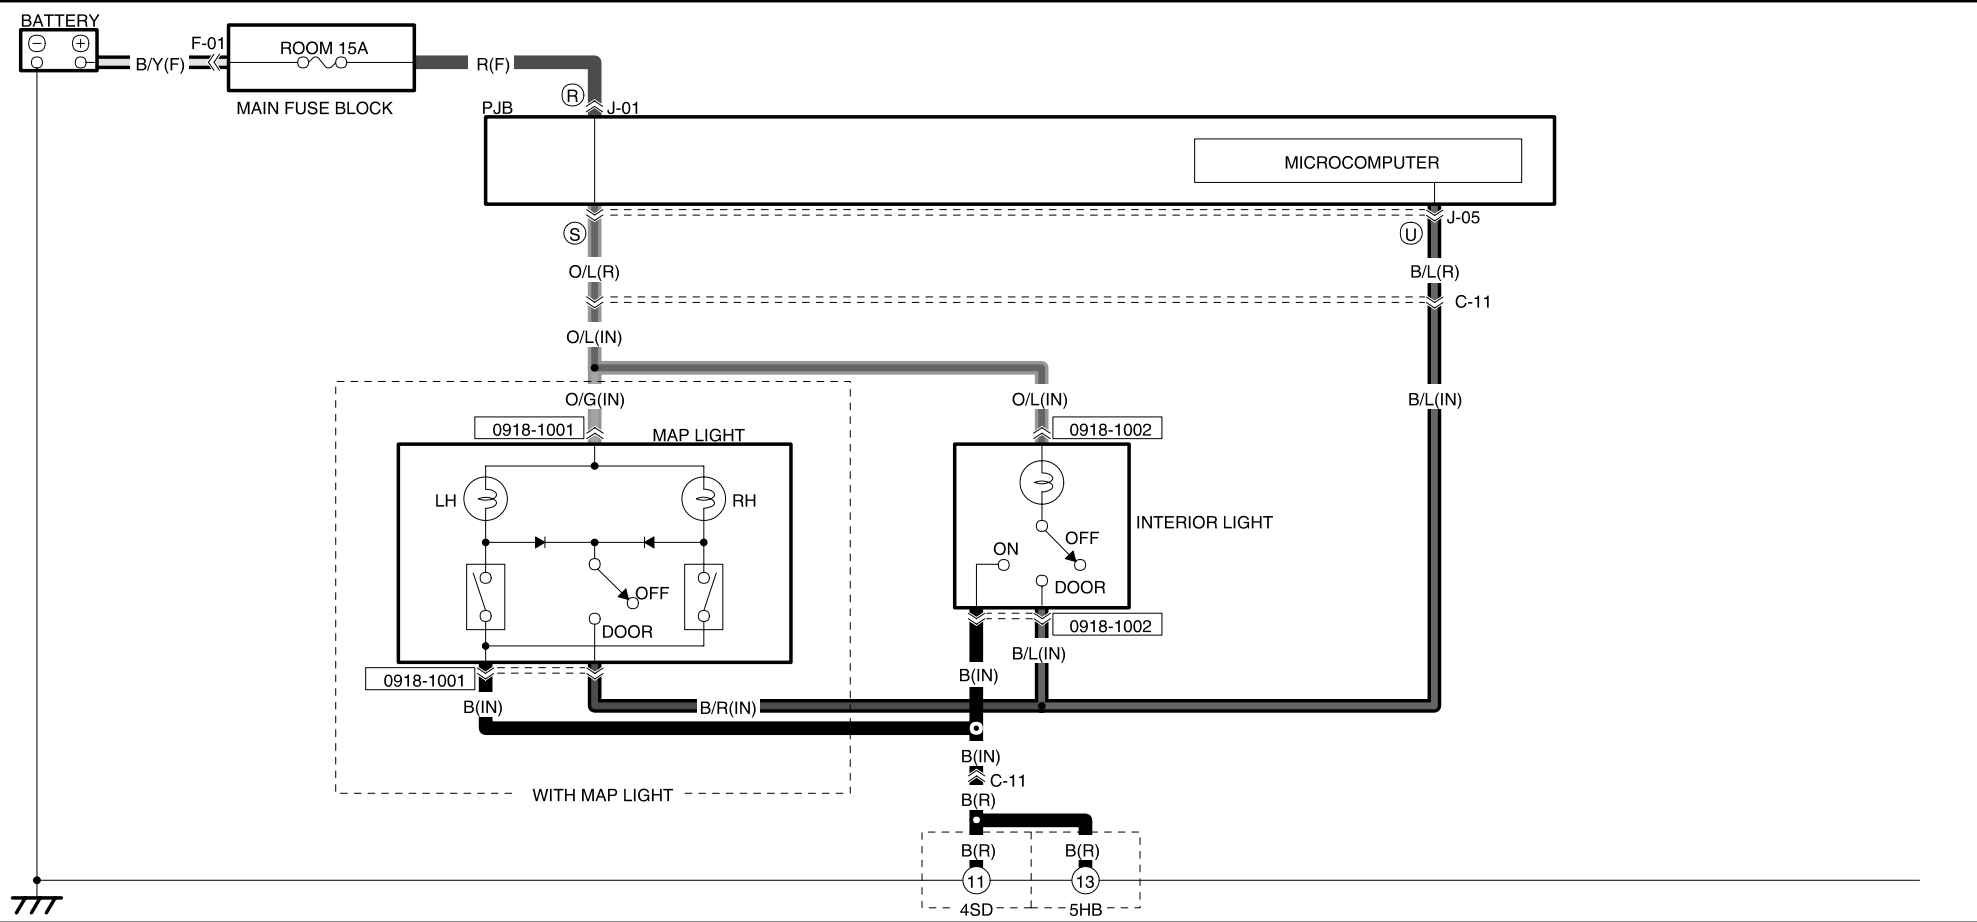 BATTERY
− +
B/Y(F)
F-01
ROOM 15A
MAIN FUSE BLOCK
R(F)
R
PJB
J-01
MICROCOMPUTER
S
U
J-05
O/L(R)
B/L(R)
C-11
O/L(IN)
O/G(IN)
O/L(IN)
B/L(IN)
0918-1001
MAP LIGHT
0918-1002
LH
RH
INTERIOR LIGHT
OFF
ON
DOOR
OFF
DOOR
0918-1002
B/L(IN)
0918-1001
B(IN)
B(IN)
B/R(IN)
B(IN)
C-11
WITH MAP LIGHT
B(R)
B(R)
B(R)
11
13
4SD
5HB